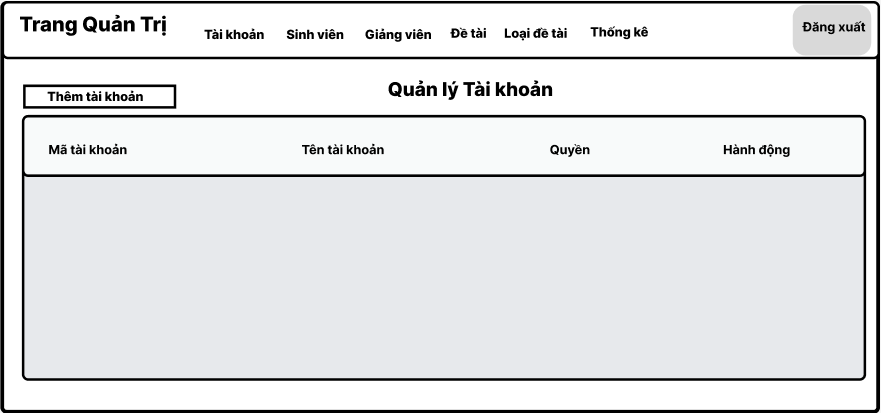 Trang Quản Trị
Tài khoản Sinh viên Giảng viên Đề tài Loại đề tài Thống kê
Đăng xuất
Quản lý Tài khoản
Thêm tài khoản
Mã tài khoản Tên tài khoản Quyền Hành động